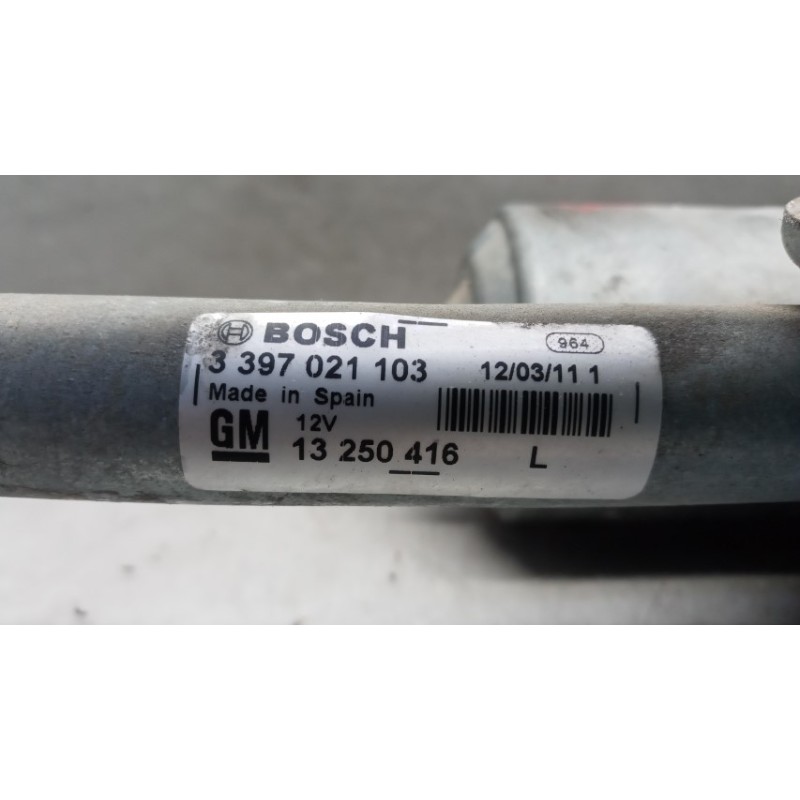 BOSCH 964
3 397 021 103 12/03/11 1
Made in Spain
GM 12V
13 250 416 L